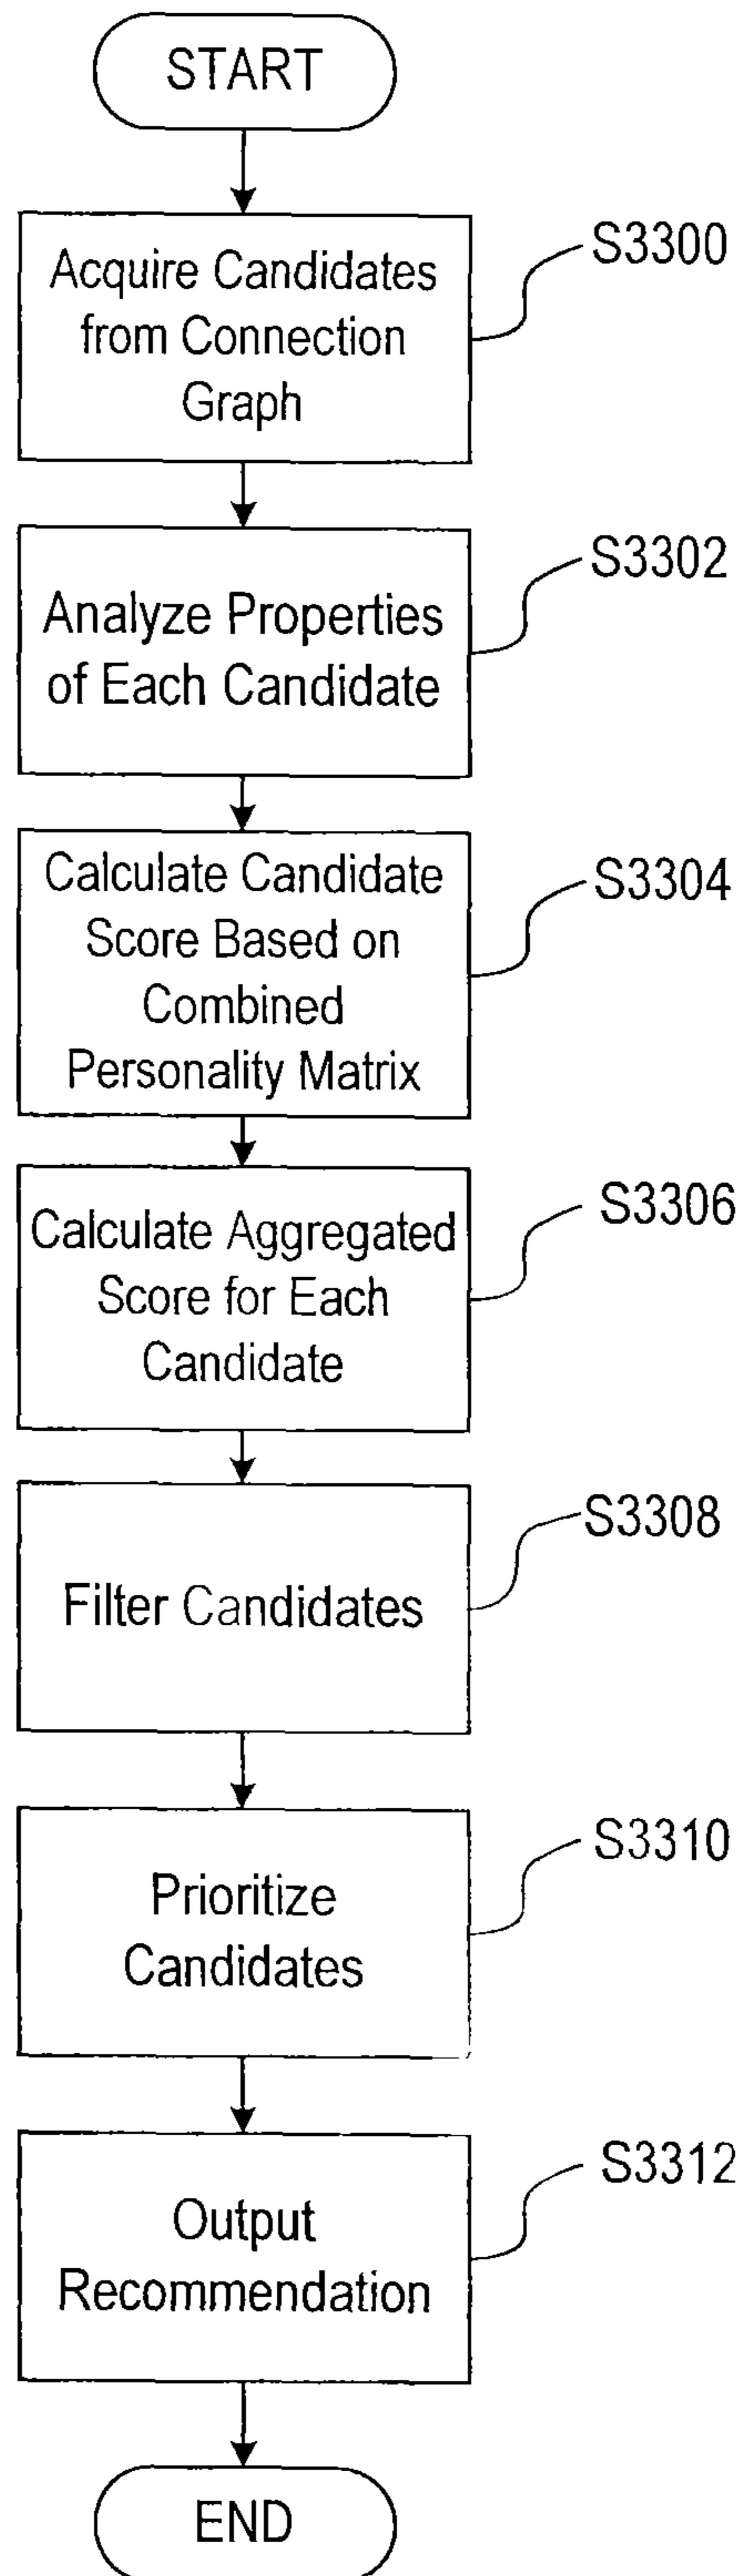 START
Acquire Candidates
from Connection
Graph
S3300
Analyze Properties
of Each Candidate
S3302
Calculate Candidate
Score Based on
Combined
Personality Matrix
S3304
Calculate Aggregated
Score for Each
Candidate
S3306
Filter Candidates
S3308
Prioritize
Candidates
S3310
Output
Recommendation
S3312
END